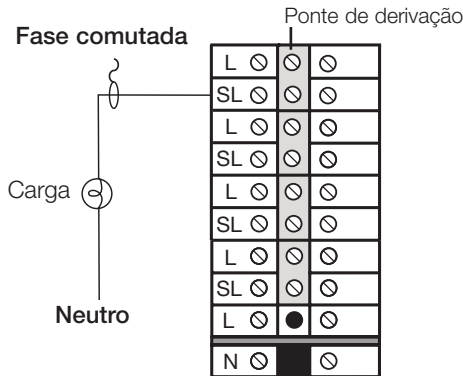 Ponte de derivação
Fase comutada
L
SL
L
SL
Carga
L
SL
L
SL
Neutro
L
N